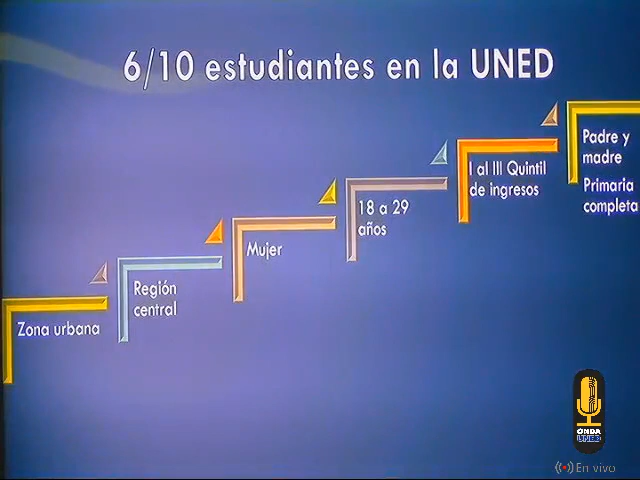 6/10 estudiantes en la UNED
Padre y
madre
Primaria
completa
I al III Quintil
de ingresos
18 a 29
años
Mujer
Región
central
Zona urbana
ONDA
UNED
En vivo